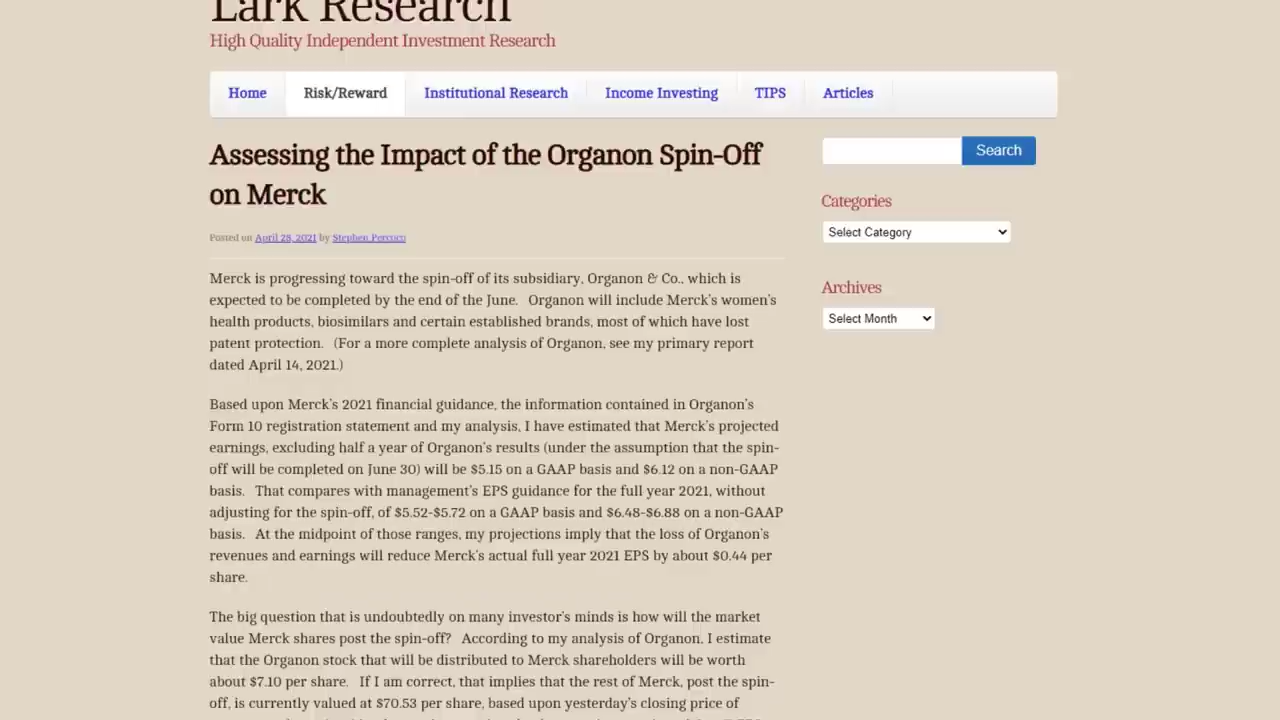 Lark Research
High Quality Independent Investment Research
Home Risk/Reward Institutional Research Income Investing TIPS Articles
Assessing the Impact of the Organon Spin-Off
on Merck
Posted on April 28, 2021 by Stephen Percoco
Merck is progressing toward the spin-off of its subsidiary, Organon & Co., which is
expected to be completed by the end of the June. Organon will include Merck's women's
health products, biosimilars and certain established brands, most of which have lost
patent protection. (For a more complete analysis of Organon, see my primary report
dated April 14, 2021.)
Based upon Merck's 2021 financial guidance, the information contained in Organon's
Form 10 registration statement and my analysis, I have estimated that Merck's projected
earnings, excluding half a year of Organon's results (under the assumption that the spin-
off will be completed on June 30) will be $5.15 on a GAAP basis and $6.12 on a non-GAAP
basis. That compares with management's EPS guidance for the full year 2021, without
adjusting for the spin-off, of $5.52-$5.72 on a GAAP basis and $6.48-$6.88 on a non-GAAP
basis. At the midpoint of those ranges, my projections imply that the loss of Organon's
revenues and earnings will reduce Merck's actual full year 2021 EPS by about $0.44 per
share.
The big question that is undoubtedly on many investor's minds is how will the market
value Merck shares post the spin-off? According to my analysis of Organon, I estimate
that the Organon stock that will be distributed to Merck shareholders will be worth
about $7.10 per share. If I am correct, that implies that the rest of Merck, post the spin-
off, is currently valued at $70.53 per share, based upon yesterday's closing price of
Search
Categories
Select Category
Archives
Select Month